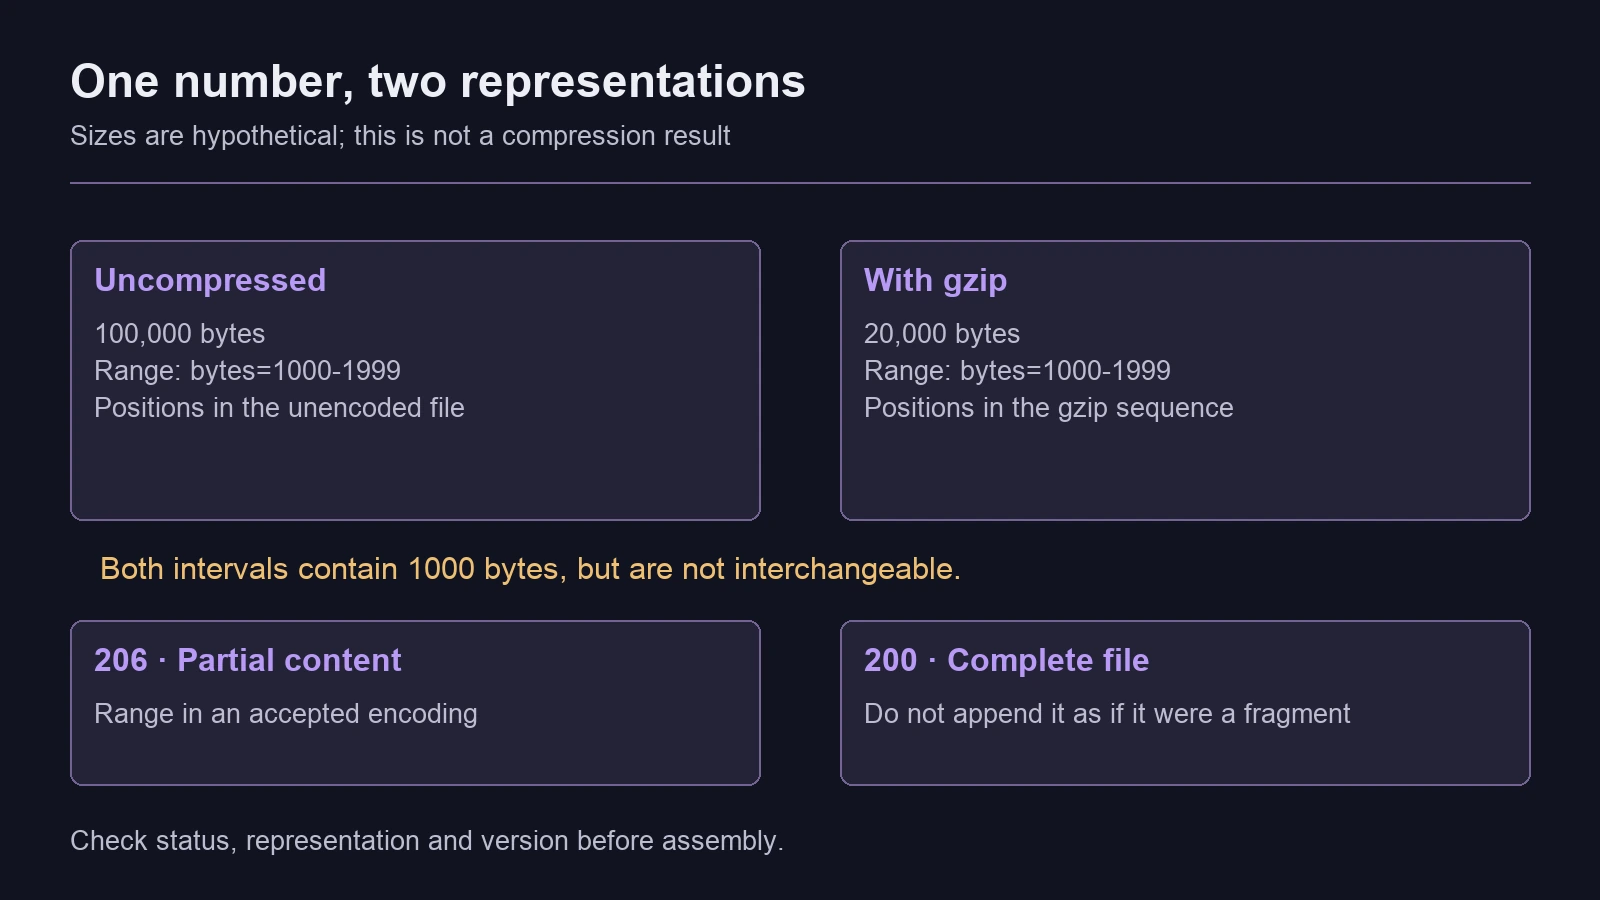 One number, two representations
Sizes are hypothetical; this is not a compression result
Uncompressed
100,000 bytes
Range: bytes=1000-1999
Positions in the unencoded file
With gzip
20,000 bytes
Range: bytes=1000-1999
Positions in the gzip sequence
Both intervals contain 1000 bytes, but are not interchangeable.
206 · Partial content
Range in an accepted encoding
200 · Complete file
Do not append it as if it were a fragment
Check status, representation and version before assembly.